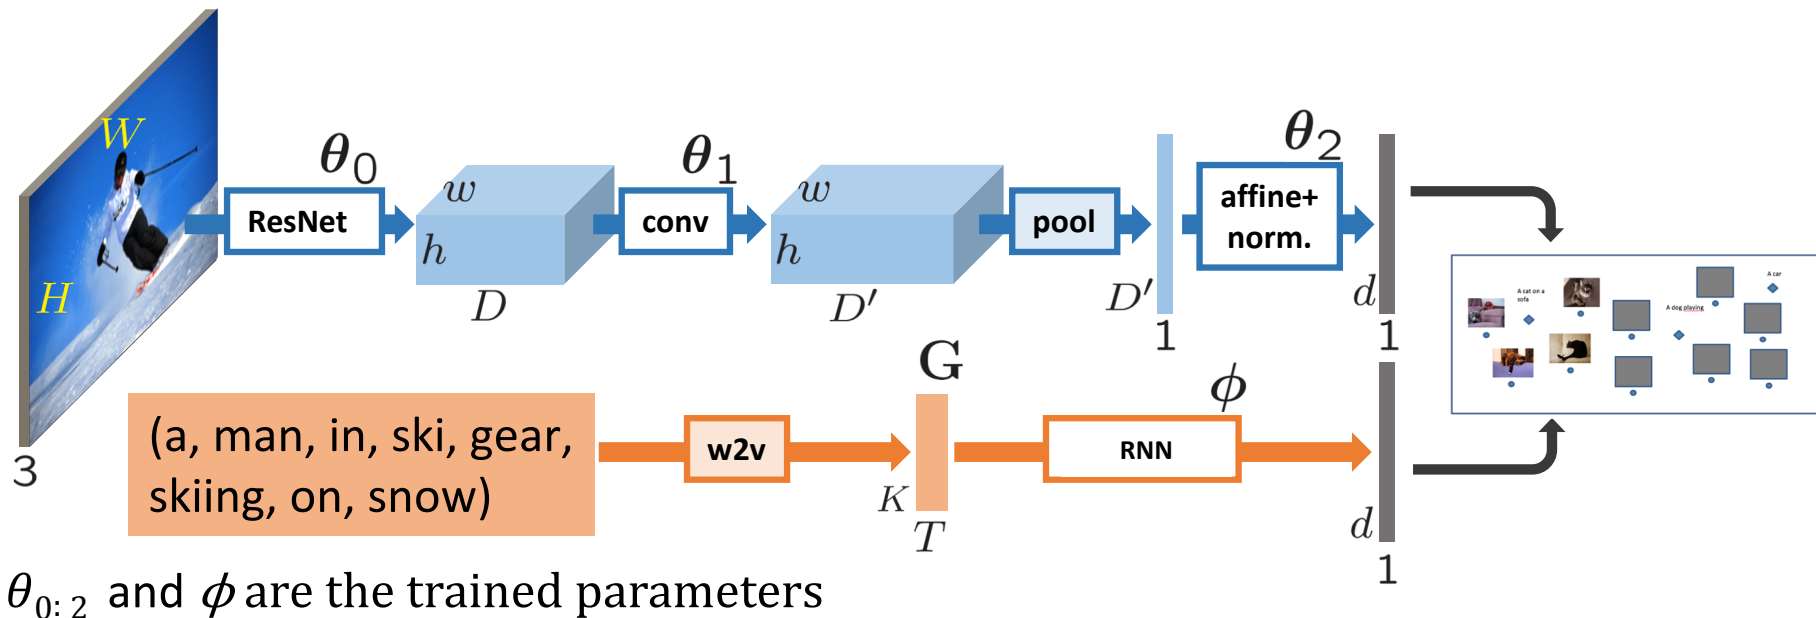 W
H
3
θ₀
ResNet
w
h
D
θ₁
conv
w
h
D′
pool
D′
1
θ₂
affine+
norm.
d
1
A cat on a
sofa
A dog playing
A car
(a, man, in, ski, gear,
skiing, on, snow)
w2v
G
K
T
ϕ
RNN
d
1
θ₀:₂ and ϕ are the trained parameters